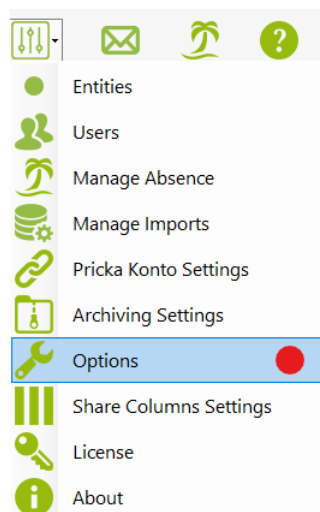 Entities
Users
Manage Absence
Manage Imports
Pricka Konto Settings
Archiving Settings
Options
Share Columns Settings
License
About